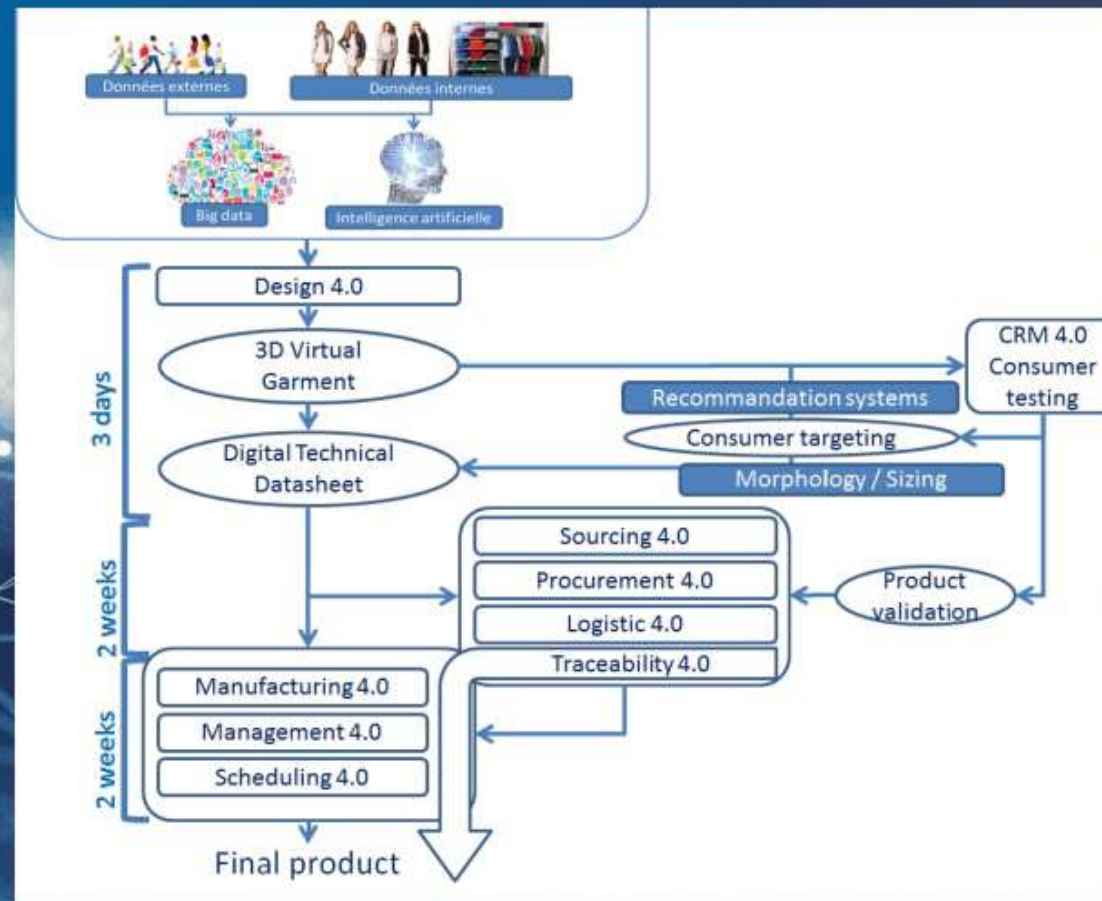 Données externes
Données internes
Big data
Intelligence artificielle
Design 4.0
3D Virtual
Garment
Digital Technical
Datasheet
3 days
CRM 4.0
Consumer
testing
Recommandation systems
Consumer targeting
Morphology / Sizing
Sourcing 4.0
Procurement 4.0
Logistic 4.0
Traceability 4.0
Product
validation
2 weeks
Manufacturing 4.0
Management 4.0
Scheduling 4.0
2 weeks
Final product